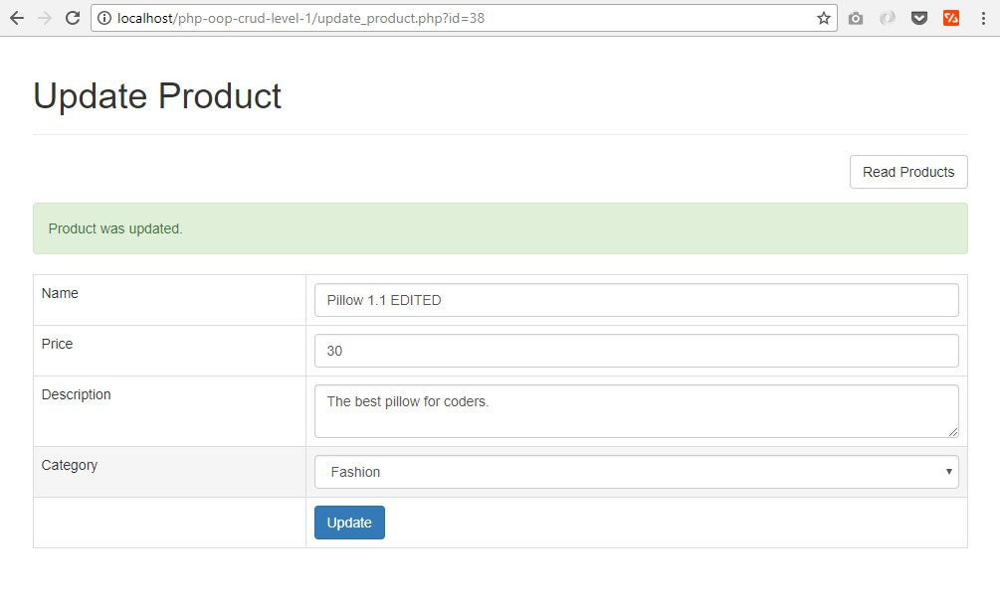 localhost/php-oop-crud-level-1/update_product.php?id=38
Update Product
Read Products
Product was updated.
Name
Pillow 1.1 EDITED
Price
30
Description
The best pillow for coders.
Category
Fashion
Update